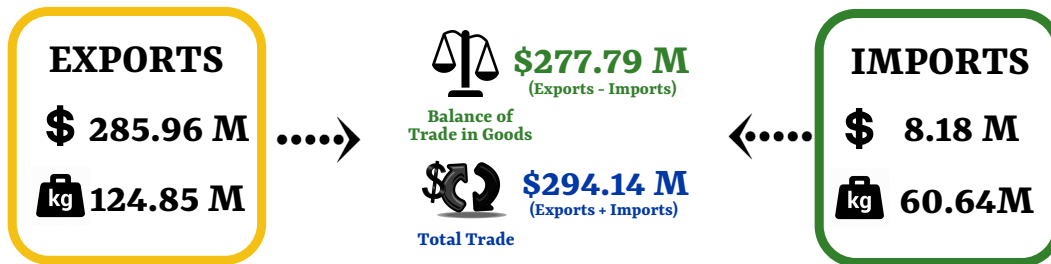 EXPORTS
$ 285.96 M
kg 124.85 M
$277.79 M
(Exports - Imports)
Balance of
Trade in Goods
$
$294.14 M
(Exports + Imports)
Total Trade
IMPORTS
$ 8.18 M
kg 60.64M